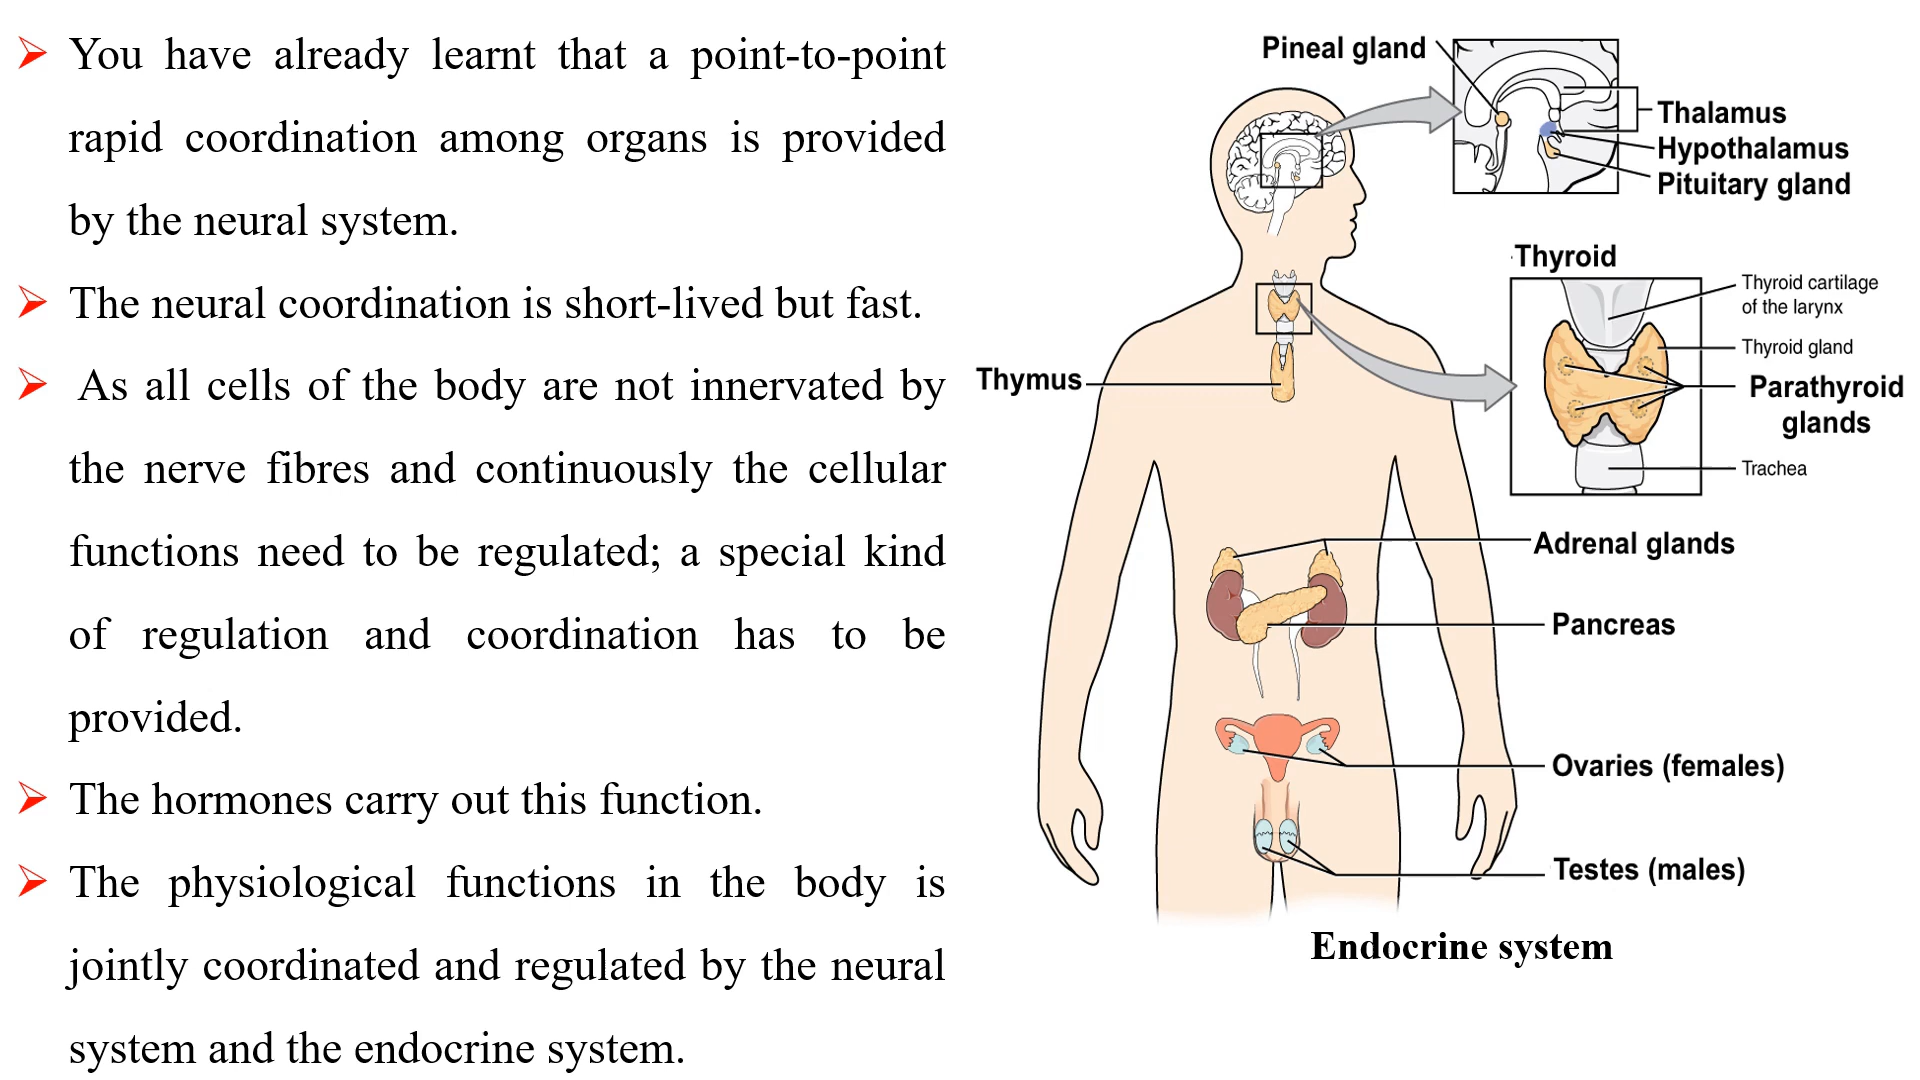 You have already learnt that a point-to-point
rapid coordination among organs is provided
by the neural system.
The neural coordination is short-lived but fast.
As all cells of the body are not innervated by
the nerve fibres and continuously the cellular
functions need to be regulated; a special kind
of regulation and coordination has to be
provided.
The hormones carry out this function.
The physiological functions in the body is
jointly coordinated and regulated by the neural
system and the endocrine system.
Pineal gland
Thalamus
Hypothalamus
Pituitary gland
Thyroid
Thyroid cartilage
of the larynx
Thyroid gland
Parathyroid
glands
Trachea
Thymus
Adrenal glands
Pancreas
Ovaries (females)
Testes (males)
Endocrine system